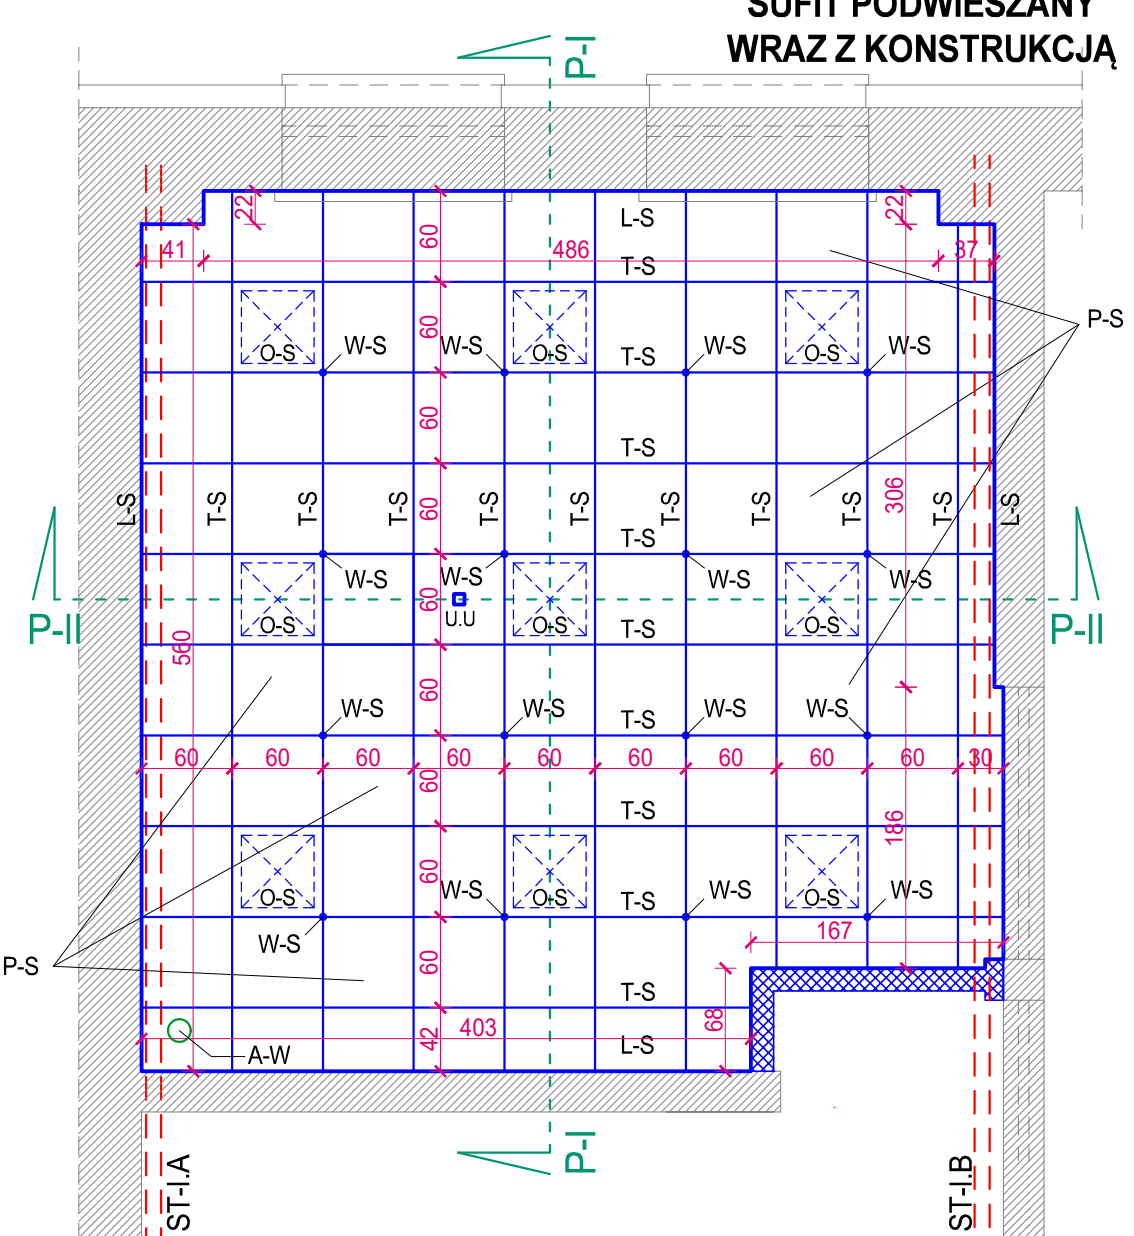 SUFIT PODWIESZANY
WRAZ Z KONSTRUKCJĄ
P-I
22
22
L-S
60
41
486
37
T-S
P-S
60
W-S
W-S
W-S
W-S
O-S
O-S
O-S
T-S
60
T-S
L-S
T-S
T-S
T-S
T-S
T-S
T-S
T-S
T-S
T-S
L-S
60
306
T-S
W-S
W-S
W-S
W-S
60
U.U
O-S
O-S
O-S
T-S
P-II
P-II
560
60
W-S
W-S
W-S
W-S
T-S
60
60
60
60
60
60
60
60
60
30
60
T-S
186
60
W-S
W-S
W-S
O-S
O-S
O-S
T-S
167
W-S
P-S
60
T-S
68
403
42
L-S
A-W
P-I
ST-I.A
ST-I.B